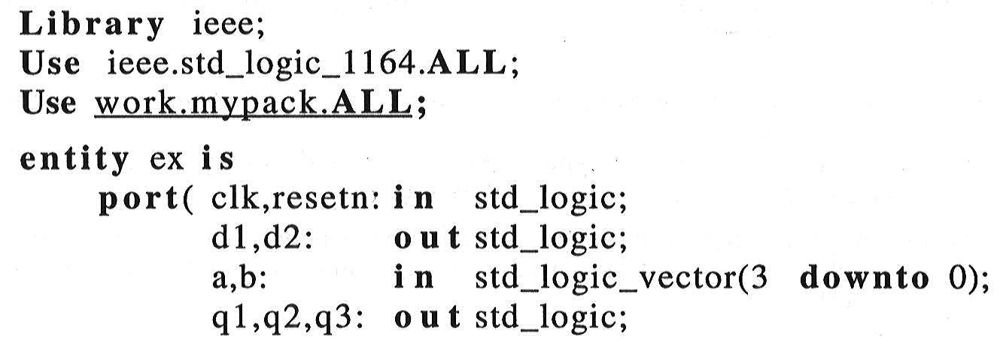 Library ieee;
Use ieee.std_logic_1164.ALL;
Use work.mypack.ALL;
entity ex is
port( clk,resetn: in std_logic;
d1,d2: out std_logic;
a,b: in std_logic_vector(3 downto 0);
q1,q2,q3: out std_logic;